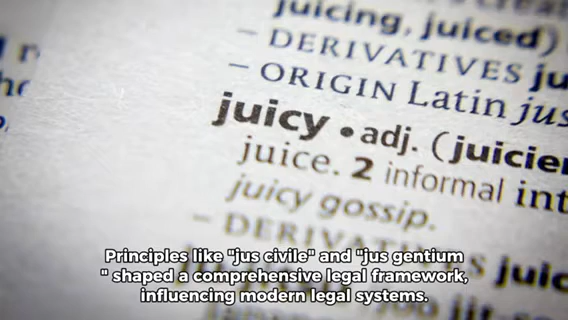 juicing, juiced)
– DERIVATIVES ju
– ORIGIN Latin jus
juicy • adj. (juicier
juice. 2 informal int
juicy gossip.
– DERIVATIVES juic
Principles like "jus civile" and "jus gentium
" shaped a comprehensive legal framework,
influencing modern legal systems.